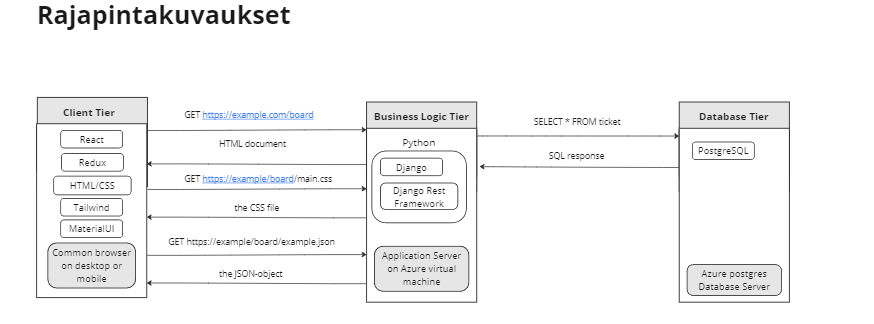 Rajapintakuvaukset
Client Tier
React
Redux
HTML/CSS
Tailwind
MaterialUI
Common browser
on desktop or
mobile
GET https://example.com/board
HTML document
GET https://example/board/main.css
the CSS file
GET https://example/board/example.json
the JSON-object
Business Logic Tier
Python
Django
Django Rest
Framework
Application Server
on Azure virtual
machine
SELECT * FROM ticket
SQL response
Database Tier
PostgreSQL
Azure postgres
Database Server